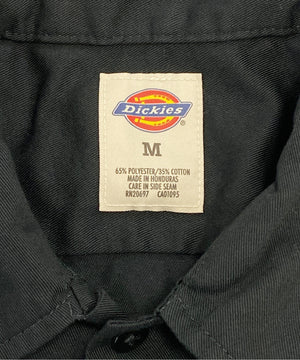 Dickies
M
65% POLYESTER/35% COTTON
MADE IN HONDURAS
CARE IN SIDE SEAM
RN20697 CA01095